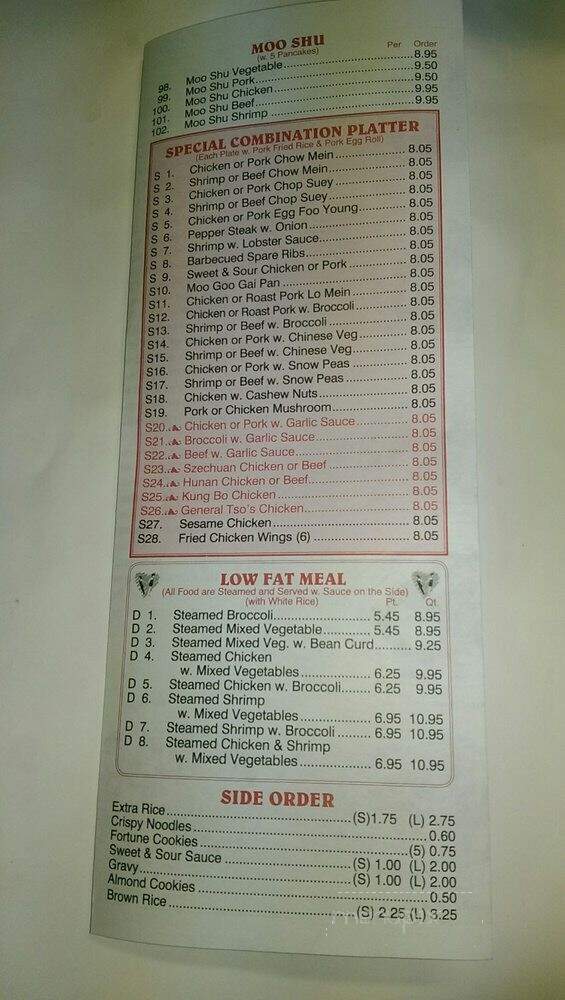 MOO SHU
(w. 5 Pancakes) Per Order
98. Moo Shu Vegetable 8.95
99. Moo Shu Pork 9.50
100. Moo Shu Chicken 9.50
101. Moo Shu Beef 9.95
102. Moo Shu Shrimp 9.95
SPECIAL COMBINATION PLATTER
(Each Plate w. Pork Fried Rice & Pork Egg Roll)
S 1. Chicken or Pork Chow Mein 8.05
S 2. Shrimp or Beef Chow Mein 8.05
S 3. Chicken or Pork Chop Suey 8.05
S 4. Shrimp or Beef Chop Suey 8.05
S 5. Chicken or Pork Egg Foo Young 8.05
S 6. Pepper Steak w. Onion 8.05
S 7. Shrimp w. Lobster Sauce 8.05
S 8. Barbecued Spare Ribs 8.05
S 9. Sweet & Sour Chicken or Pork 8.05
S10. Moo Goo Gai Pan 8.05
S11. Chicken or Roast Pork Lo Mein 8.05
S12. Chicken or Roast Pork w. Broccoli 8.05
S13. Shrimp or Beef w. Broccoli 8.05
S14. Chicken or Pork w. Chinese Veg 8.05
S15. Shrimp or Beef w. Chinese Veg 8.05
S16. Chicken or Pork w. Snow Peas 8.05
S17. Shrimp or Beef w. Snow Peas 8.05
S18. Chicken w. Cashew Nuts 8.05
S19. Pork or Chicken Mushroom 8.05
S20. Chicken or Pork w. Garlic Sauce 8.05
S21. Broccoli w. Garlic Sauce 8.05
S22. Beef w. Garlic Sauce 8.05
S23. Szechuan Chicken or Beef 8.05
S24. Hunan Chicken or Beef 8.05
S25. Kung Bo Chicken 8.05
S26. General Tso's Chicken 8.05
S27. Sesame Chicken 8.05
S28. Fried Chicken Wings (6) 8.05
LOW FAT MEAL
(All Food are Steamed and Served w. Sauce on the Side)
(with White Rice) Pt. Qt.
D 1. Steamed Broccoli 5.45 8.95
D 2. Steamed Mixed Vegetable 5.45 8.95
D 3. Steamed Mixed Veg. w. Bean Curd 9.25
D 4. Steamed Chicken
w. Mixed Vegetables 6.25 9.95
D 5. Steamed Chicken w. Broccoli 6.25 9.95
D 6. Steamed Shrimp
w. Mixed Vegetables 6.95 10.95
D 7. Steamed Shrimp w. Broccoli 6.95 10.95
D 8. Steamed Chicken & Shrimp
w. Mixed Vegetables 6.95 10.95
SIDE ORDER
Extra Rice (S)1.75 (L) 2.75
Crispy Noodles 0.60
Fortune Cookies (5) 0.75
Sweet & Sour Sauce (S) 1.00 (L) 2.00
Gravy (S) 1.00 (L) 2.00
Almond Cookies 0.50
Brown Rice (S) 2.25 (L) 3.25